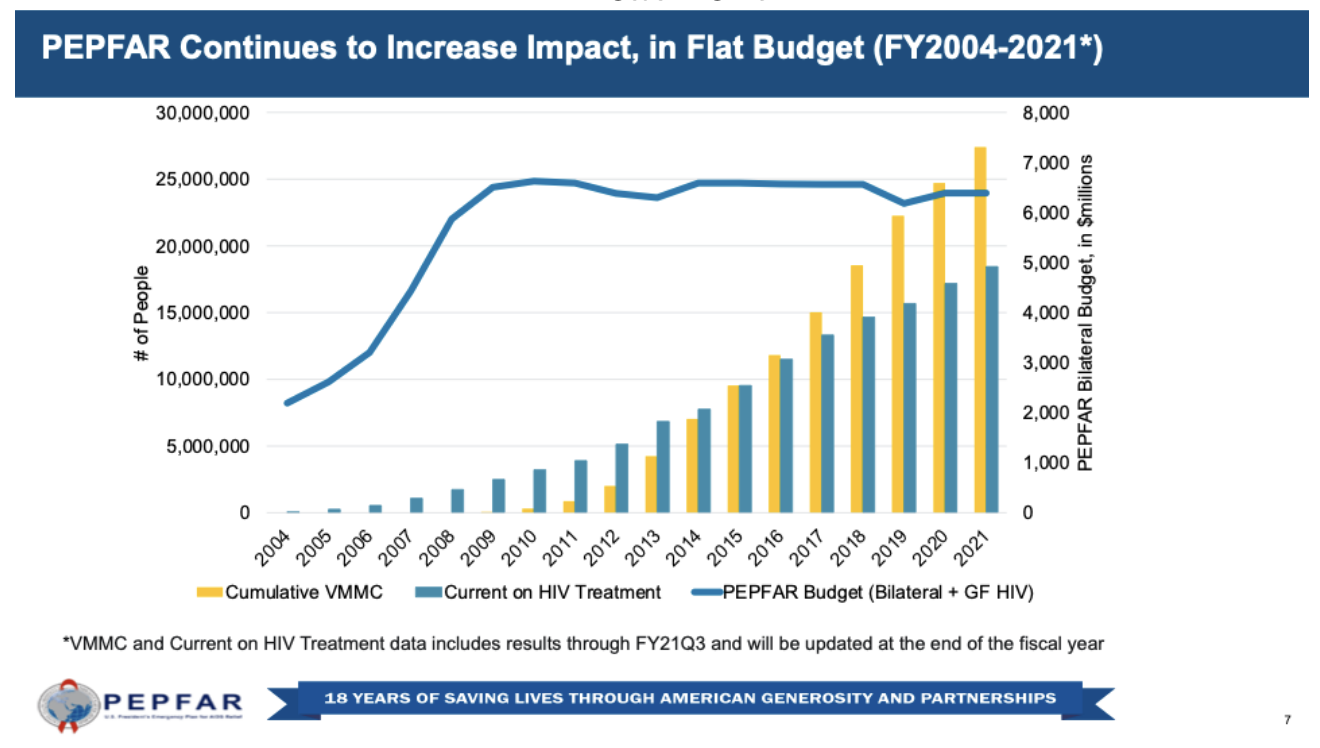 PEPFAR Continues to Increase Impact, in Flat Budget (FY2004-2021*)
30,000,000
25,000,000
20,000,000
15,000,000
10,000,000
5,000,000
0
# of People
8,000
7,000
6,000
5,000
4,000
3,000
2,000
1,000
0
PEPFAR Bilateral Budget, in $millions
2004 2005 2006 2007 2008 2009 2010 2011 2012 2013 2014 2015 2016 2017 2018 2019 2020 2021
Cumulative VMMC Current on HIV Treatment PEPFAR Budget (Bilateral + GF HIV)
*VMMC and Current on HIV Treatment data includes results through FY21Q3 and will be updated at the end of the fiscal year
PEPFAR
U.S. President's Emergency Plan for AIDS Relief
18 YEARS OF SAVING LIVES THROUGH AMERICAN GENEROSITY AND PARTNERSHIPS
7